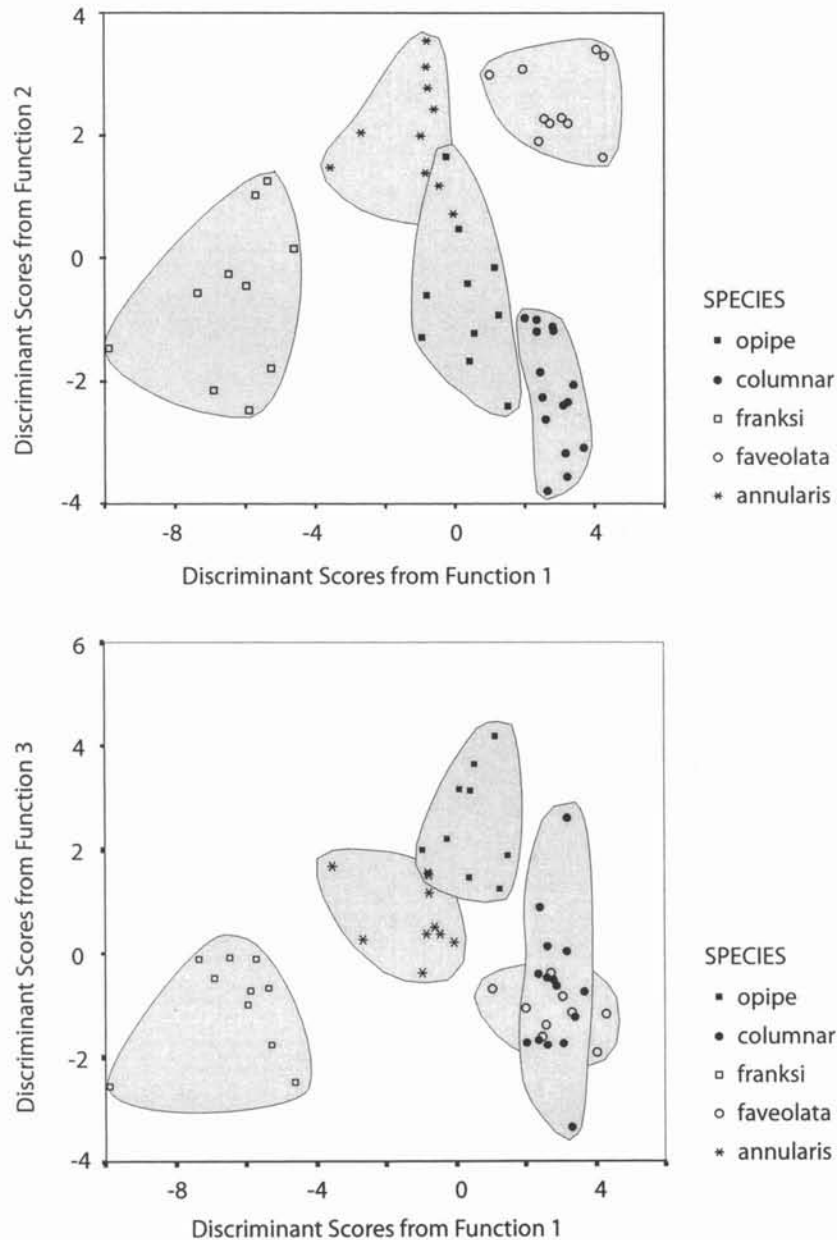 4
2
0
-2
-4
Discriminant Scores from Function 2
-8
-4
0
4
Discriminant Scores from Function 1
SPECIES
opipe
columnar
franksi
faveolata
annularis
6
4
2
0
-2
-4
Discriminant Scores from Function 3
-8
-4
0
4
Discriminant Scores from Function 1
SPECIES
opipe
columnar
franksi
faveolata
annularis